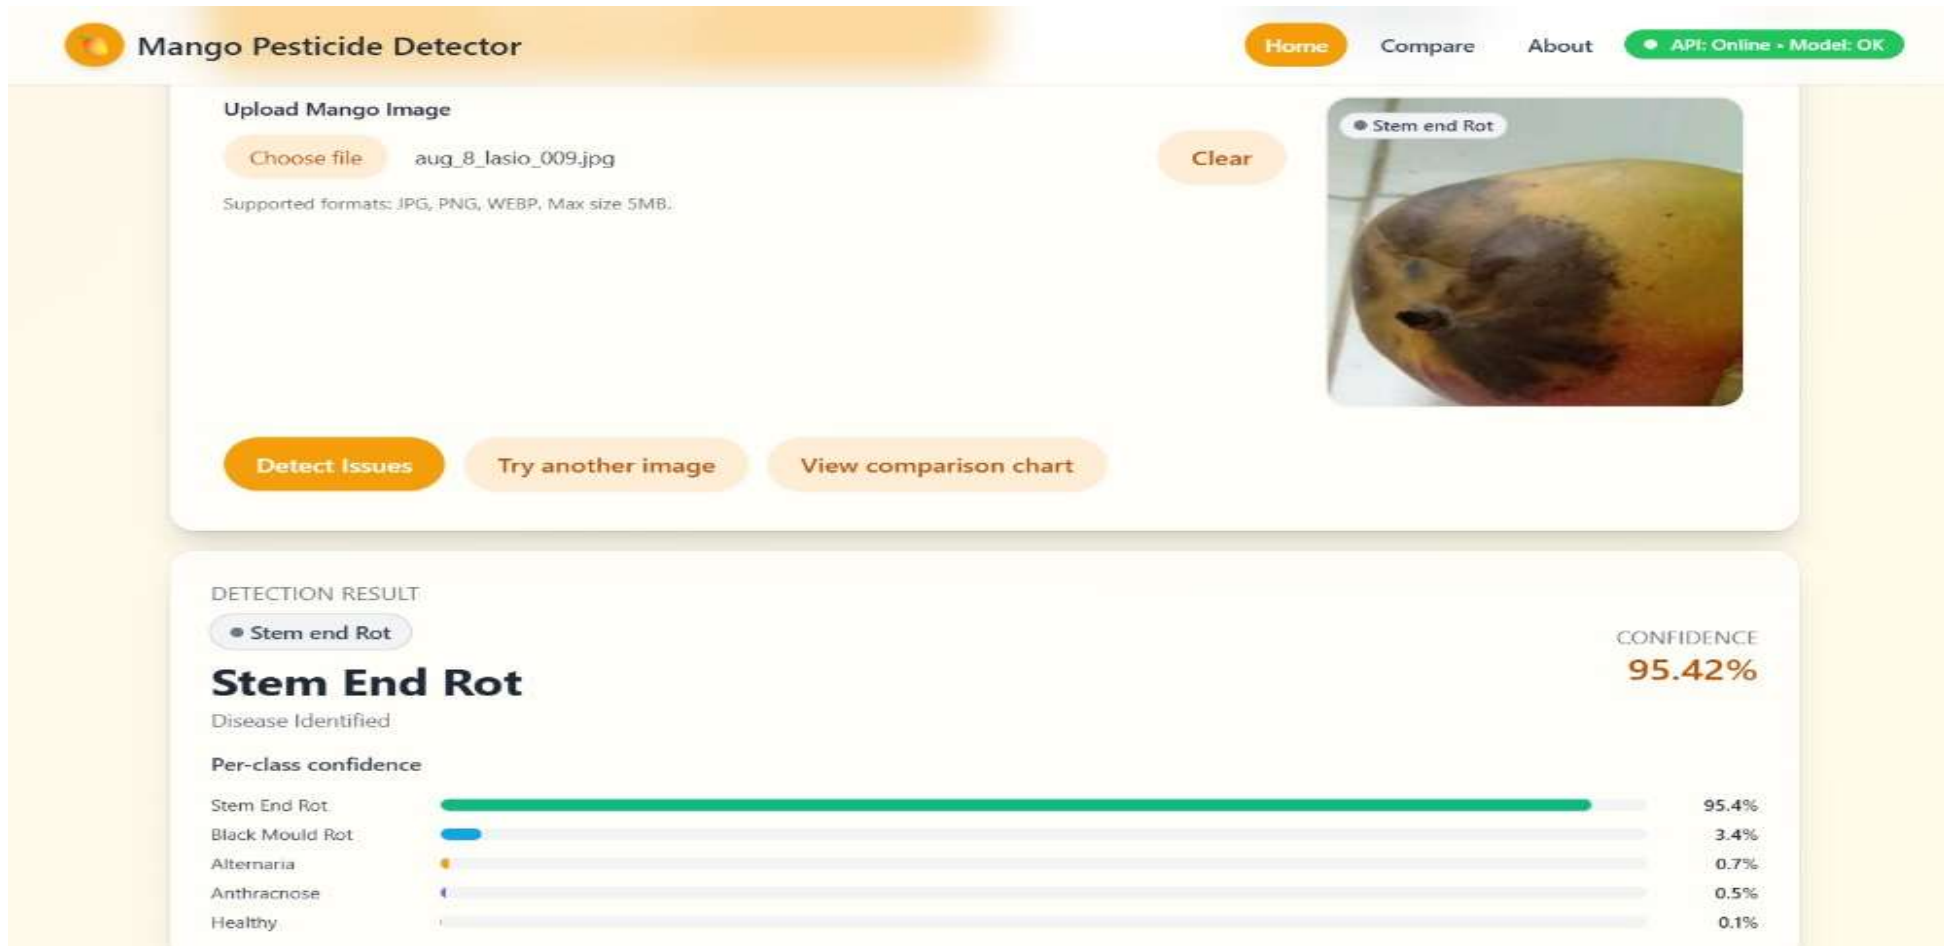 Mango Pesticide Detector
Home Compare About API: Online • Model: OK
Upload Mango Image
Choose file aug_8_lasio_009.jpg Clear
Supported formats: JPG, PNG, WEBP. Max size 5MB.
Stem end Rot
Detect Issues Try another image View comparison chart
DETECTION RESULT
Stem end Rot
Stem End Rot
Disease Identified
CONFIDENCE
95.42%
Per-class confidence
Stem End Rot 95.4%
Black Mould Rot 3.4%
Alternaria 0.7%
Anthracnose 0.5%
Healthy 0.1%